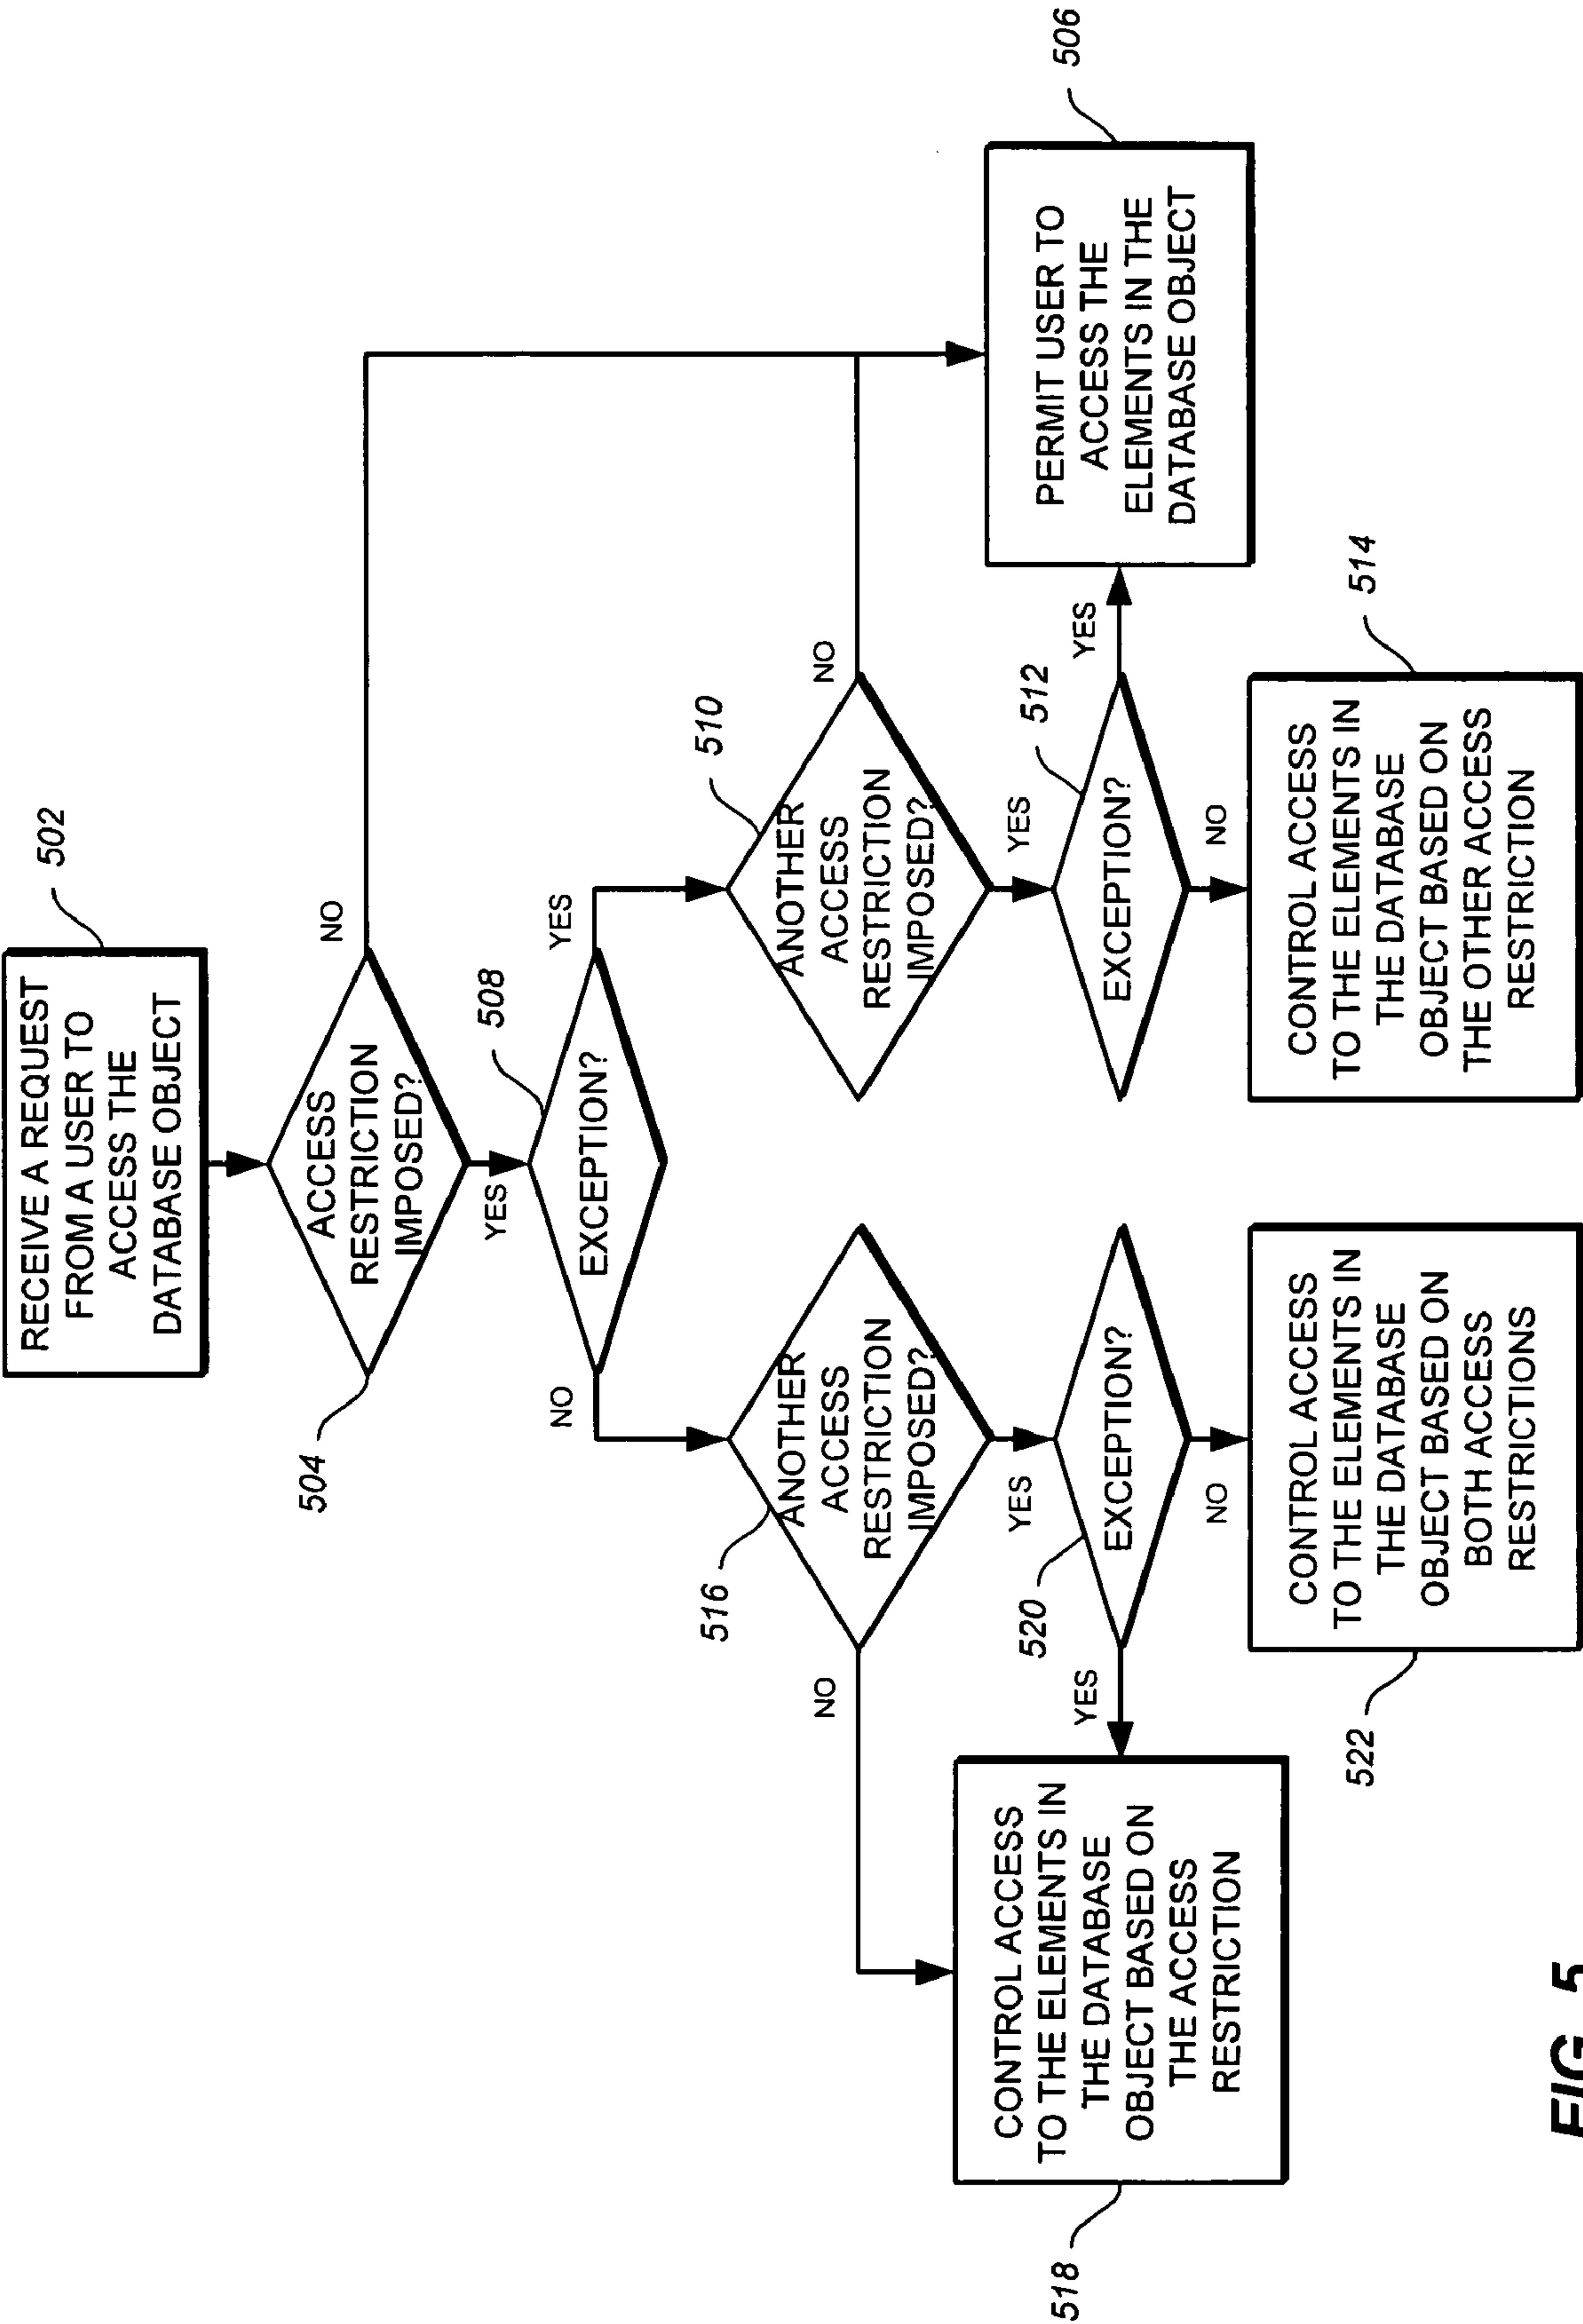 RECEIVE A REQUEST
FROM A USER TO
ACCESS THE
DATABASE OBJECT
502
ACCESS
RESTRICTION
IMPOSED?
504
NO
YES
EXCEPTION?
508
NO
YES
ANOTHER
ACCESS
RESTRICTION
IMPOSED?
516
NO
YES
ANOTHER
ACCESS
RESTRICTION
IMPOSED?
510
NO
YES
EXCEPTION?
520
YES
NO
EXCEPTION?
512
YES
NO
CONTROL ACCESS
TO THE ELEMENTS IN
THE DATABASE
OBJECT BASED ON
THE ACCESS
RESTRICTION
518
CONTROL ACCESS
TO THE ELEMENTS IN
THE DATABASE
OBJECT BASED ON
BOTH ACCESS
RESTRICTIONS
522
CONTROL ACCESS
TO THE ELEMENTS IN
THE DATABASE
OBJECT BASED ON
THE OTHER ACCESS
RESTRICTION
514
PERMIT USER TO
ACCESS THE
ELEMENTS IN THE
DATABASE OBJECT
506
FIG. 5